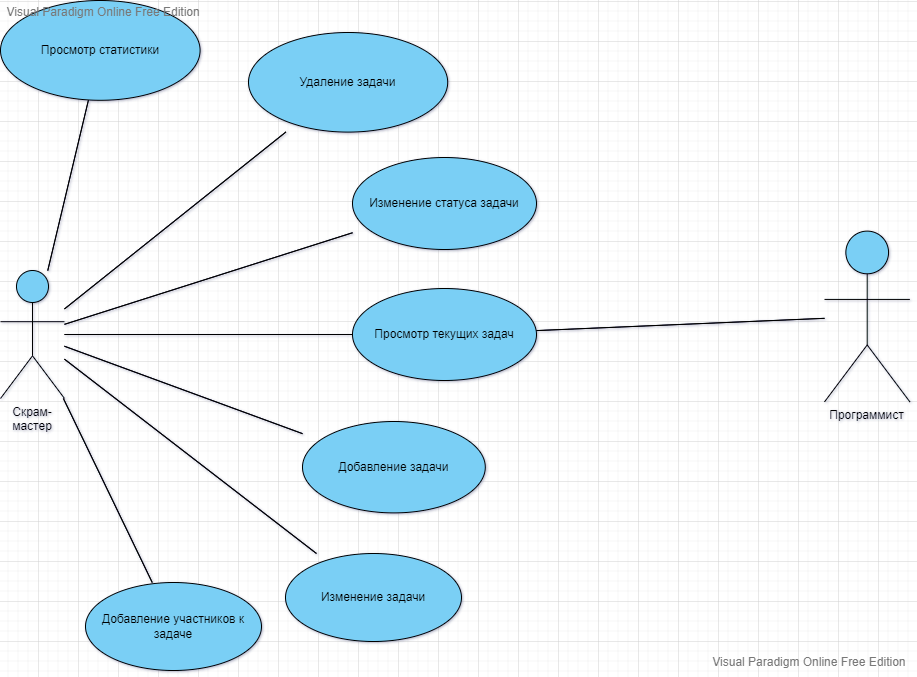 Visual Paradigm Online Free Edition
Просмотр статистики
Удаление задачи
Изменение статуса задачи
Просмотр текущих задач
Скрам-
мастер
Программист
Добавление задачи
Изменение задачи
Добавление участников к
задаче
Visual Paradigm Online Free Edition